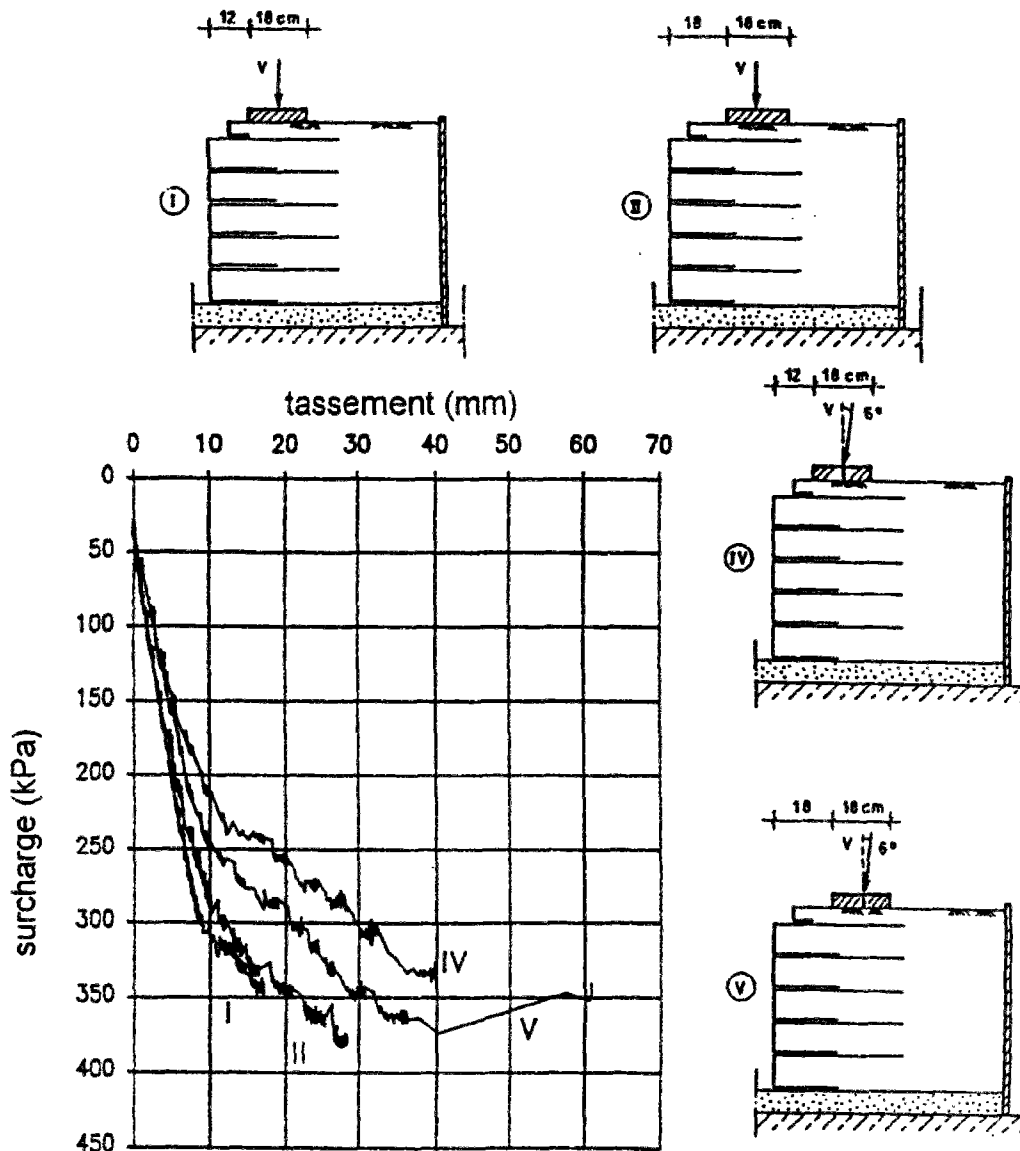 12 18 cm
V
I
18 18 cm
V
II
tassement (mm)
0 10 20 30 40 50 60 70
0
50
100
150
200
250
300
350
400
450
surcharge (kPa)
I
II
IV
V
12 18 cm
V 6°
IV
18 18 cm
V 6°
V